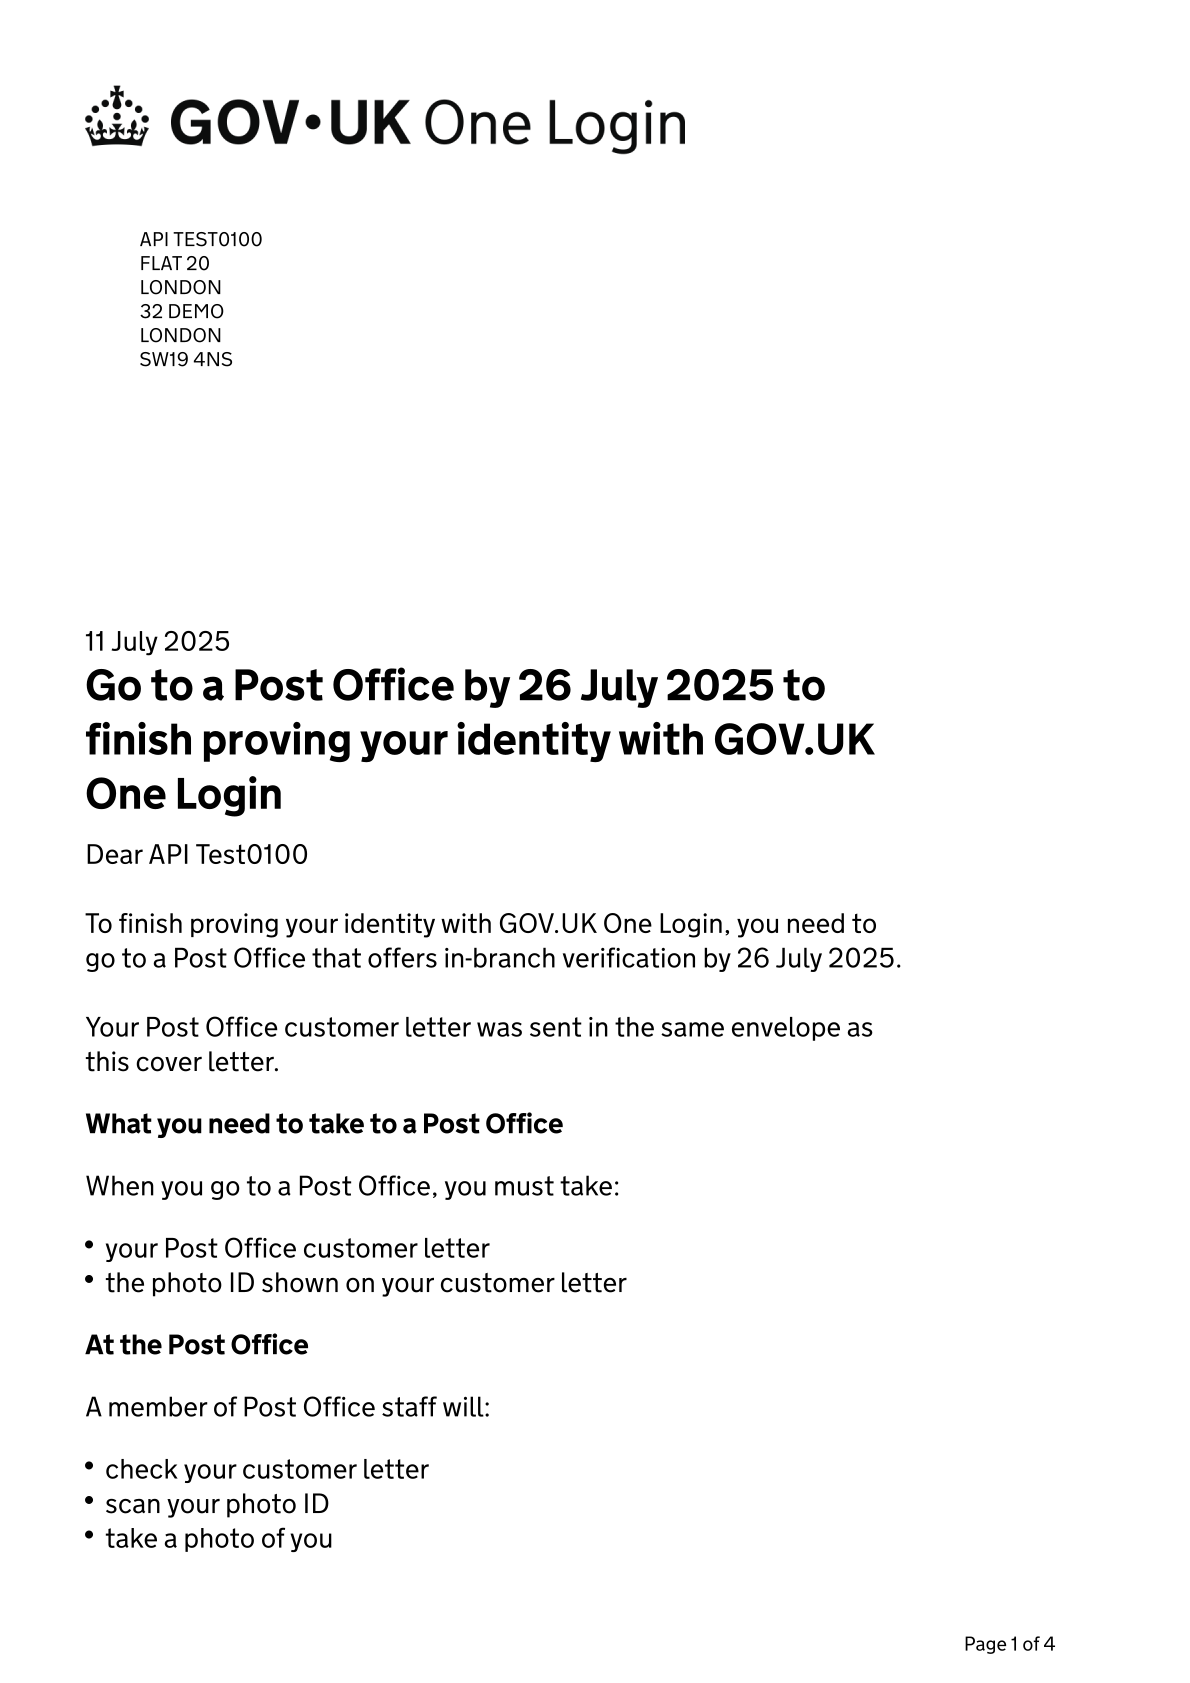 GOV•UK One Login
API TEST0100
FLAT 20
LONDON
32 DEMO
LONDON
SW19 4NS
11 July 2025
Go to a Post Office by 26 July 2025 to
finish proving your identity with GOV.UK
One Login
Dear API Test0100
To finish proving your identity with GOV.UK One Login, you need to
go to a Post Office that offers in-branch verification by 26 July 2025.
Your Post Office customer letter was sent in the same envelope as
this cover letter.
What you need to take to a Post Office
When you go to a Post Office, you must take:
• your Post Office customer letter
• the photo ID shown on your customer letter
At the Post Office
A member of Post Office staff will:
• check your customer letter
• scan your photo ID
• take a photo of you
Page 1 of 4